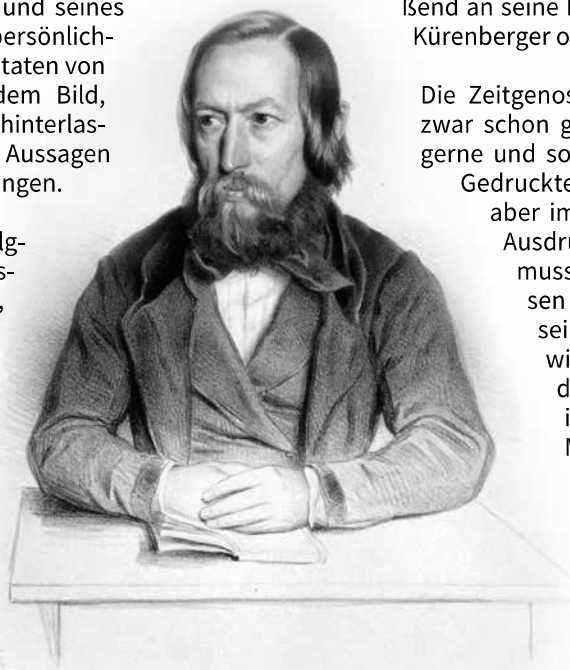 und seines
persönlich-
taten von
dem Bild,
hinterlas-
Aussagen
ngen.
lg-
s-
,
ßend an seine
Kürenberger o
Die Zeitgenos
zwar schon g
gerne und so
Gedruckte
aber im
Ausdru
muss
sen
sei
wi
d
i